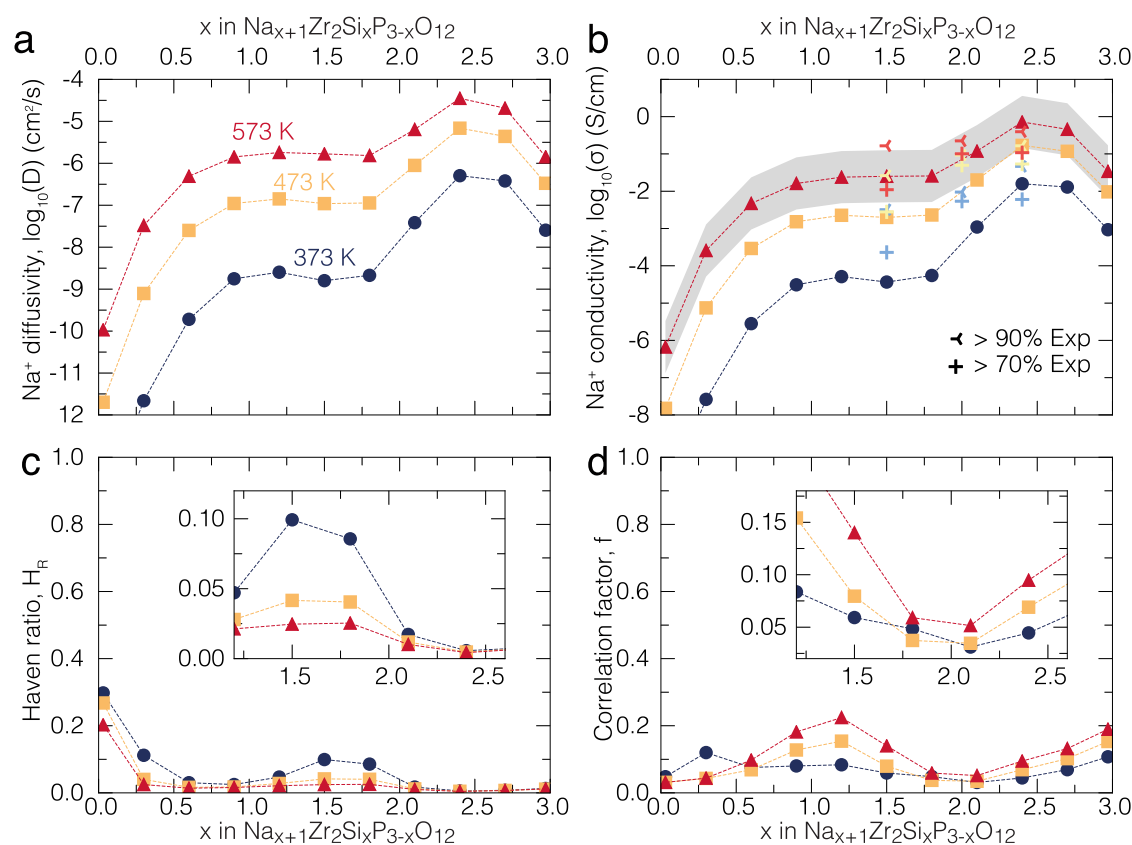 x in Naₓ₊₁Zr₂SiₓP₃₋ₓO₁₂
a
0.0 0.5 1.0 1.5 2.0 2.5 3.0
Na⁺ diffusivity, log₁₀(D) (cm²/s)
-4
-5
-6
-7
-8
-9
-10
-11
12
573 K
473 K
373 K
x in Naₓ₊₁Zr₂SiₓP₃₋ₓO₁₂
b
0.0 0.5 1.0 1.5 2.0 2.5 3.0
Na⁺ conductivity, log₁₀(σ) (S/cm)
0
-2
-4
-6
-8
> 90% Exp
> 70% Exp
c
Haven ratio, H_R
1.0
0.8
0.6
0.4
0.2
0.0
0.10
0.05
0.00
1.5 2.0 2.5
0.0 0.5 1.0 1.5 2.0 2.5 3.0
x in Naₓ₊₁Zr₂SiₓP₃₋ₓO₁₂
d
Correlation factor, f
1.0
0.8
0.6
0.4
0.2
0.0
0.15
0.10
0.05
1.5 2.0 2.5
0.0 0.5 1.0 1.5 2.0 2.5 3.0
x in Naₓ₊₁Zr₂SiₓP₃₋ₓO₁₂